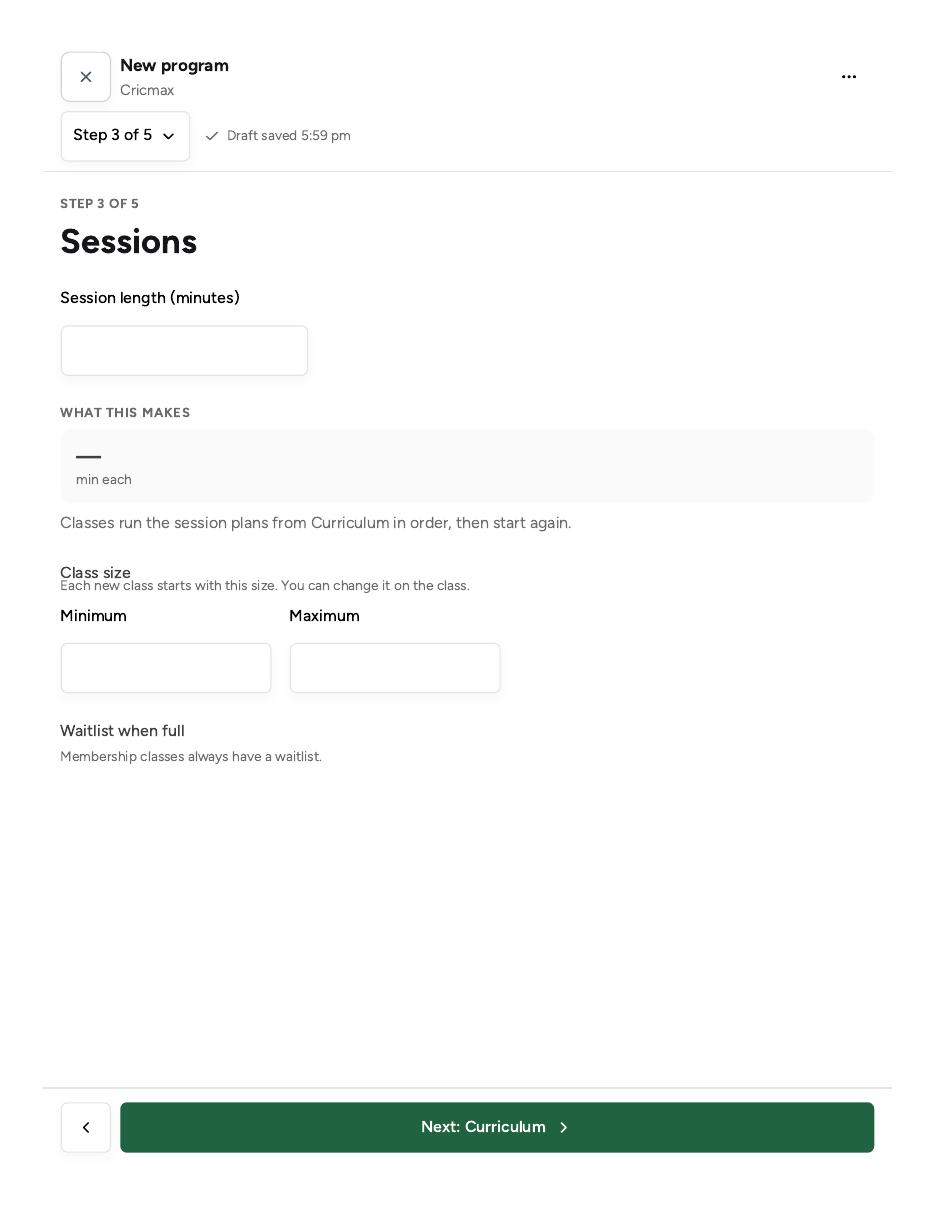 New program
Cricmax
Step 3 of 5
Draft saved 5:59 pm
STEP 3 OF 5
Sessions
Session length (minutes)
WHAT THIS MAKES
—
min each
Classes run the session plans from Curriculum in order, then start again.
Class size
Each new class starts with this size. You can change it on the class.
Minimum Maximum
Waitlist when full
Membership classes always have a waitlist.
Next: Curriculum